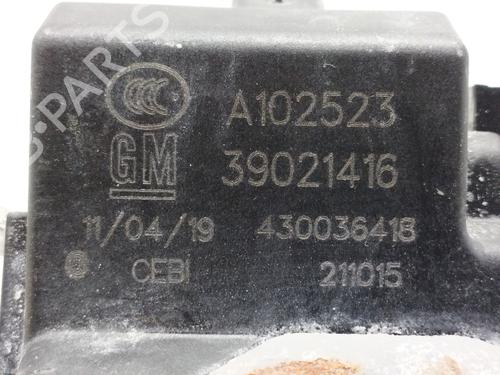 A102523
GM 39021416
11/04/19 430036418
CEBI 211015
B-PARTS